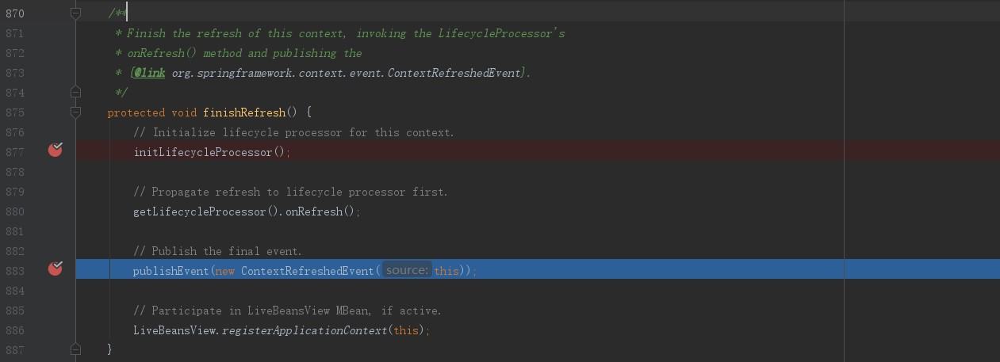 870 /**
871 * Finish the refresh of this context, invoking the LifecycleProcessor's
872 * onRefresh() method and publishing the
873 * {@link org.springframework.context.event.ContextRefreshedEvent}.
874 */
875 protected void finishRefresh() {
876 // Initialize lifecycle processor for this context.
877 initLifecycleProcessor();
878
879 // Propagate refresh to lifecycle processor first.
880 getLifecycleProcessor().onRefresh();
881
882 // Publish the final event.
883 publishEvent(new ContextRefreshedEvent( source: this));
884
885 // Participate in LiveBeansView MBean, if active.
886 LiveBeansView.registerApplicationContext(this);
887 }